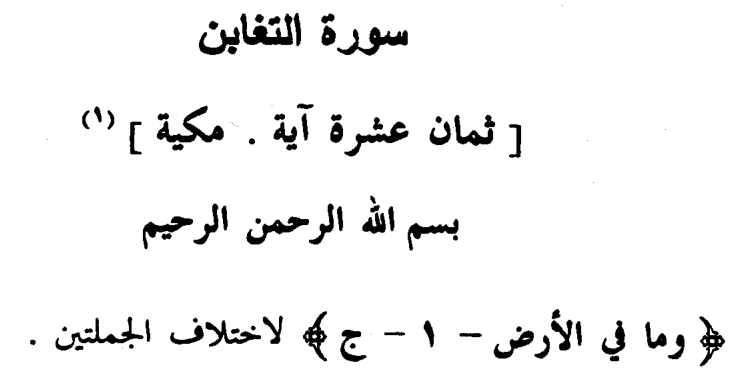 سورة التغابن
[ ثمان عشرة آية . مكية ] (١)
بسم الله الرحمن الرحيم
﴿ وما في الأرض – ١ – ج ﴾ لاختلاف الجملتين .